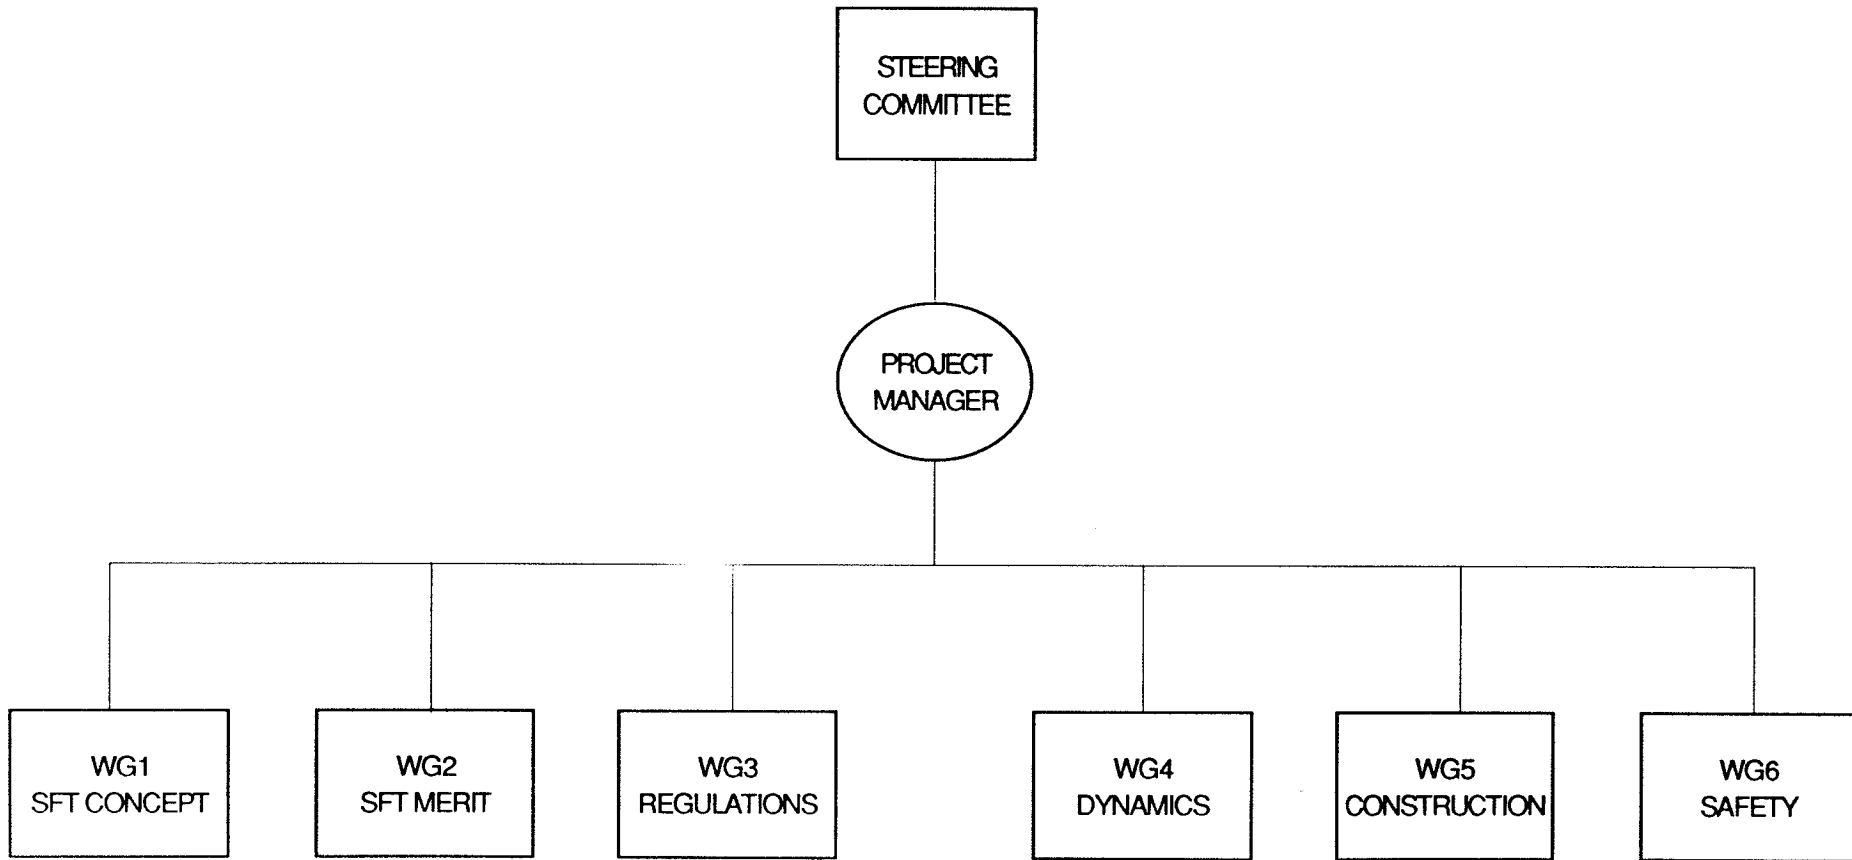 STEERING
COMMITTEE
PROJECT
MANAGER
WG1
SFT CONCEPT
WG2
SFT MERIT
WG3
REGULATIONS
WG4
DYNAMICS
WG5
CONSTRUCTION
WG6
SAFETY